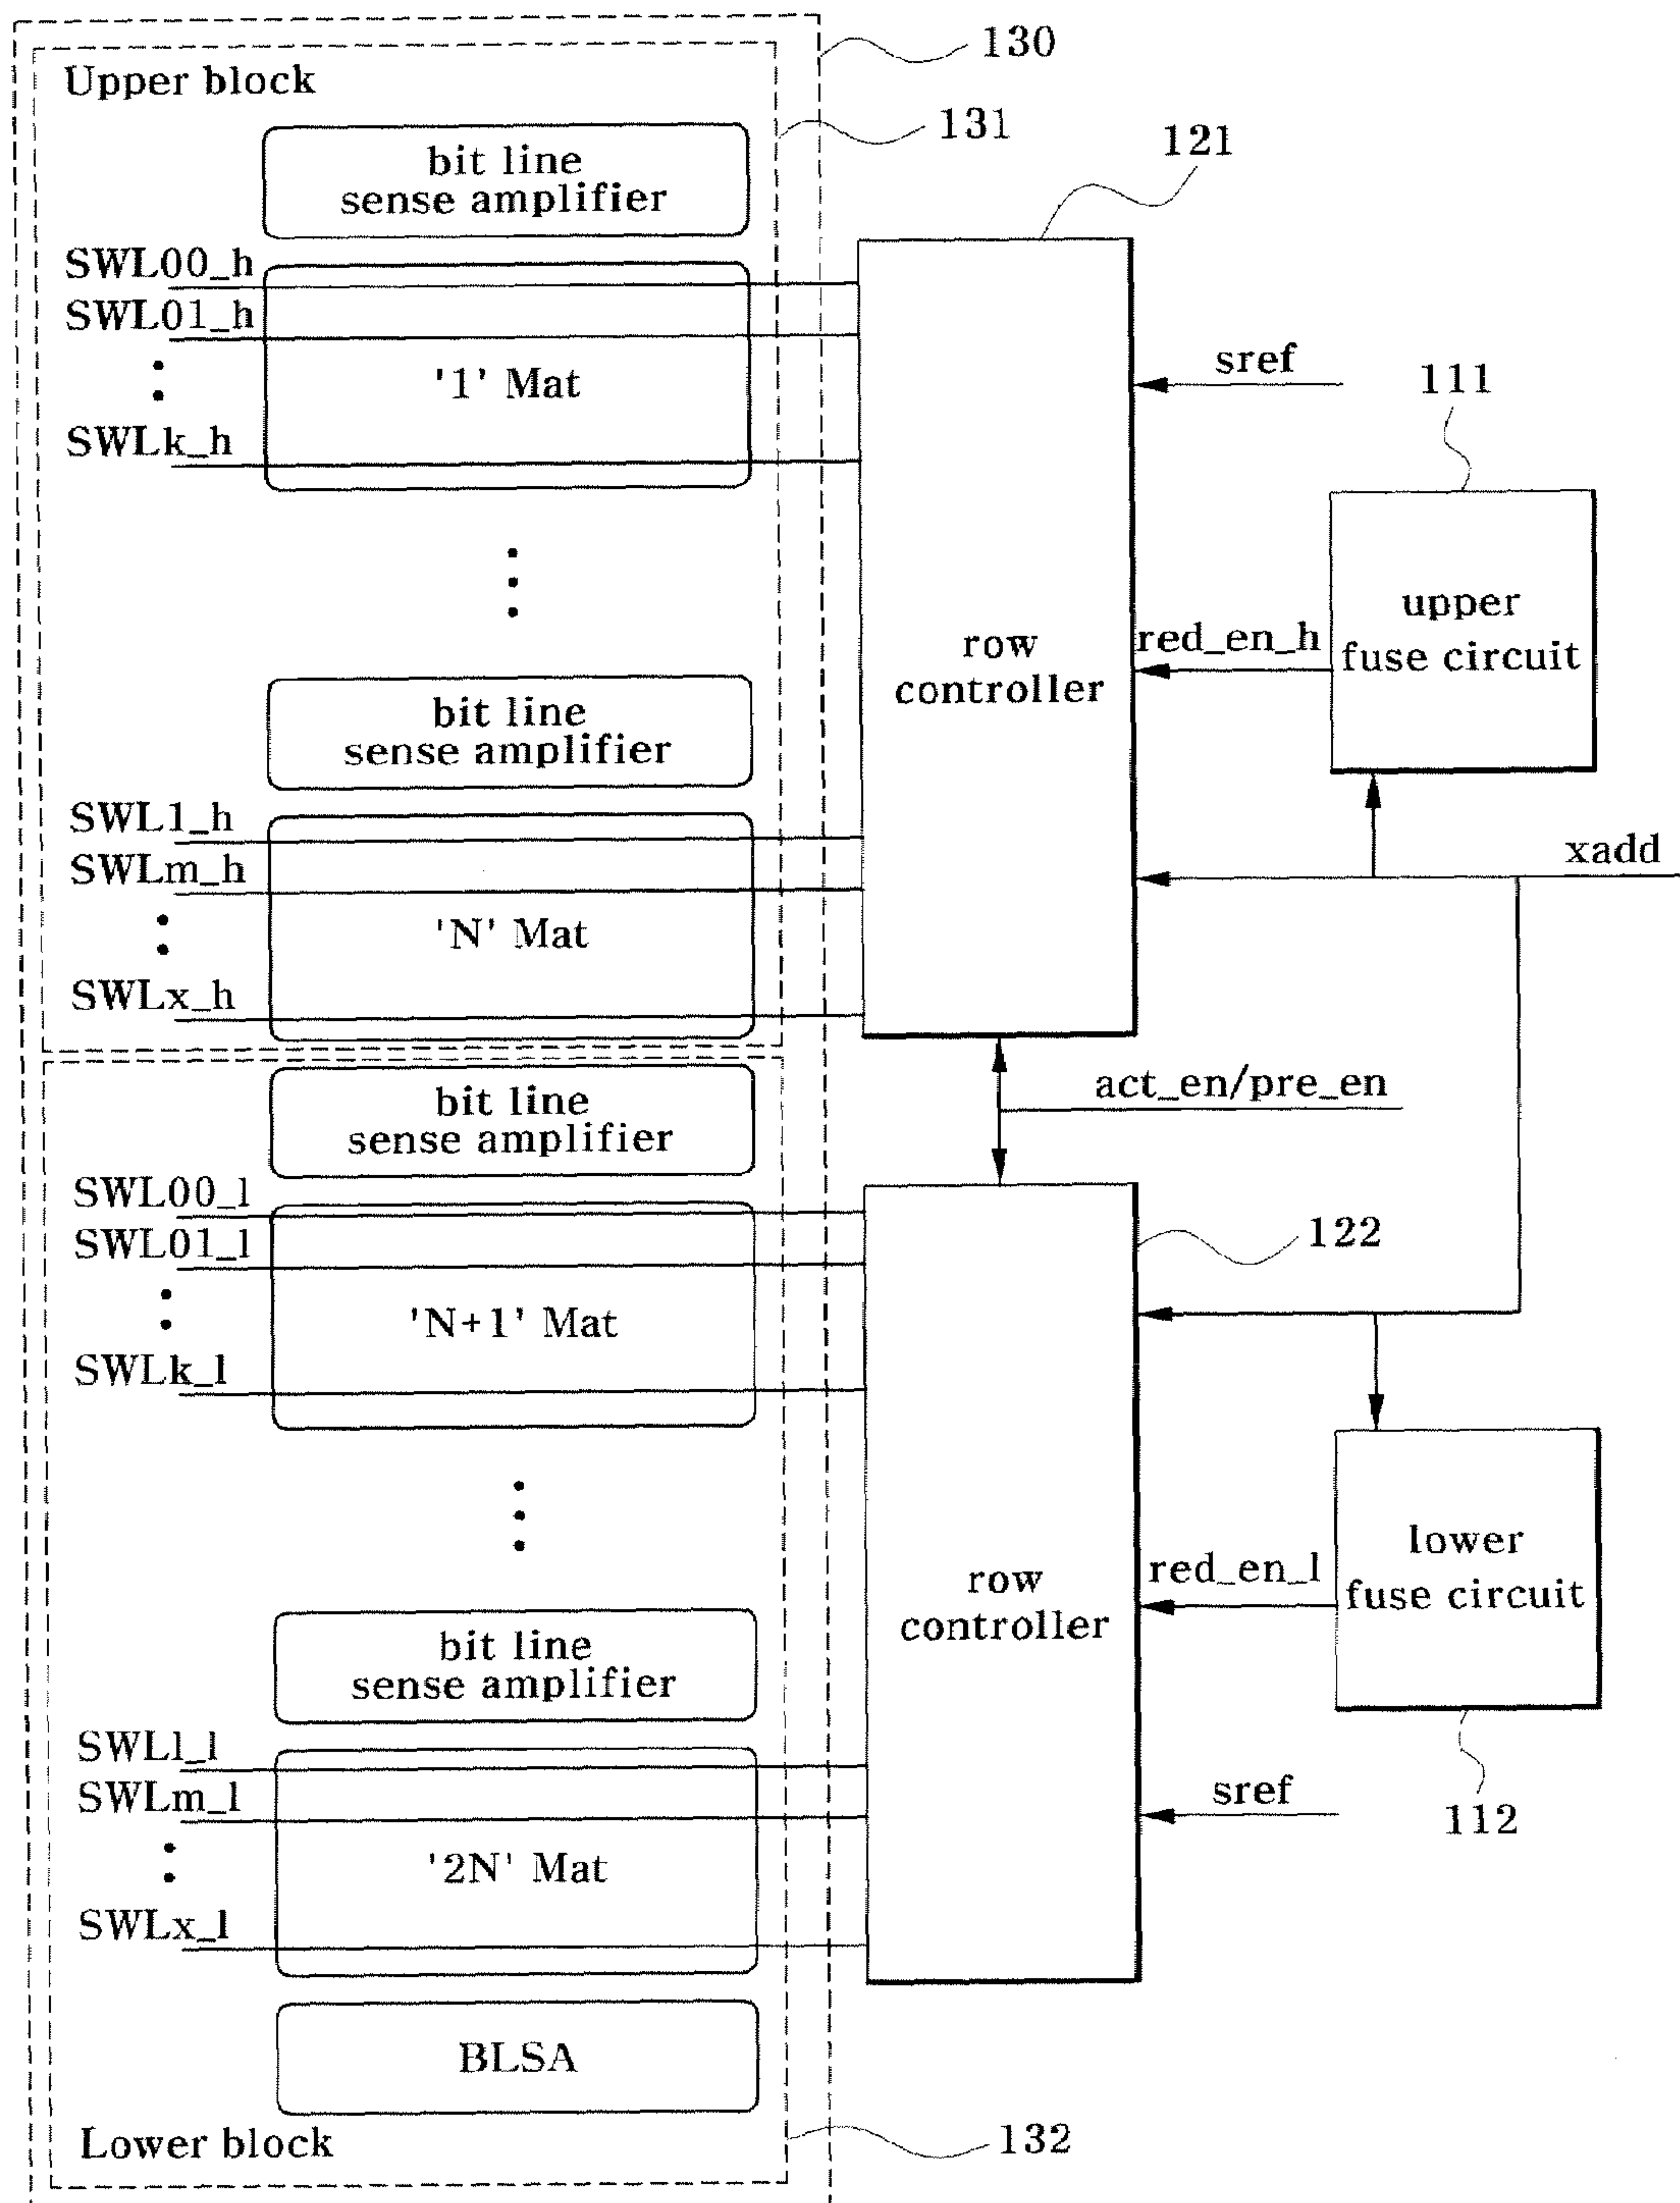 130
Upper block
131
bit line
sense amplifier
121
SWL00_h
SWL01_h
'1' Mat
SWLk_h
sref
111
upper
fuse circuit
red_en_h
row
controller
bit line
sense amplifier
SWL1_h
SWLm_h
'N' Mat
SWLx_h
xadd
act_en/pre_en
bit line
sense amplifier
SWL00_l
SWL01_l
'N+1' Mat
SWLk_l
122
row
controller
red_en_l
lower
fuse circuit
bit line
sense amplifier
SWLl_l
SWLm_l
'2N' Mat
SWLx_l
sref
112
BLSA
Lower block
132